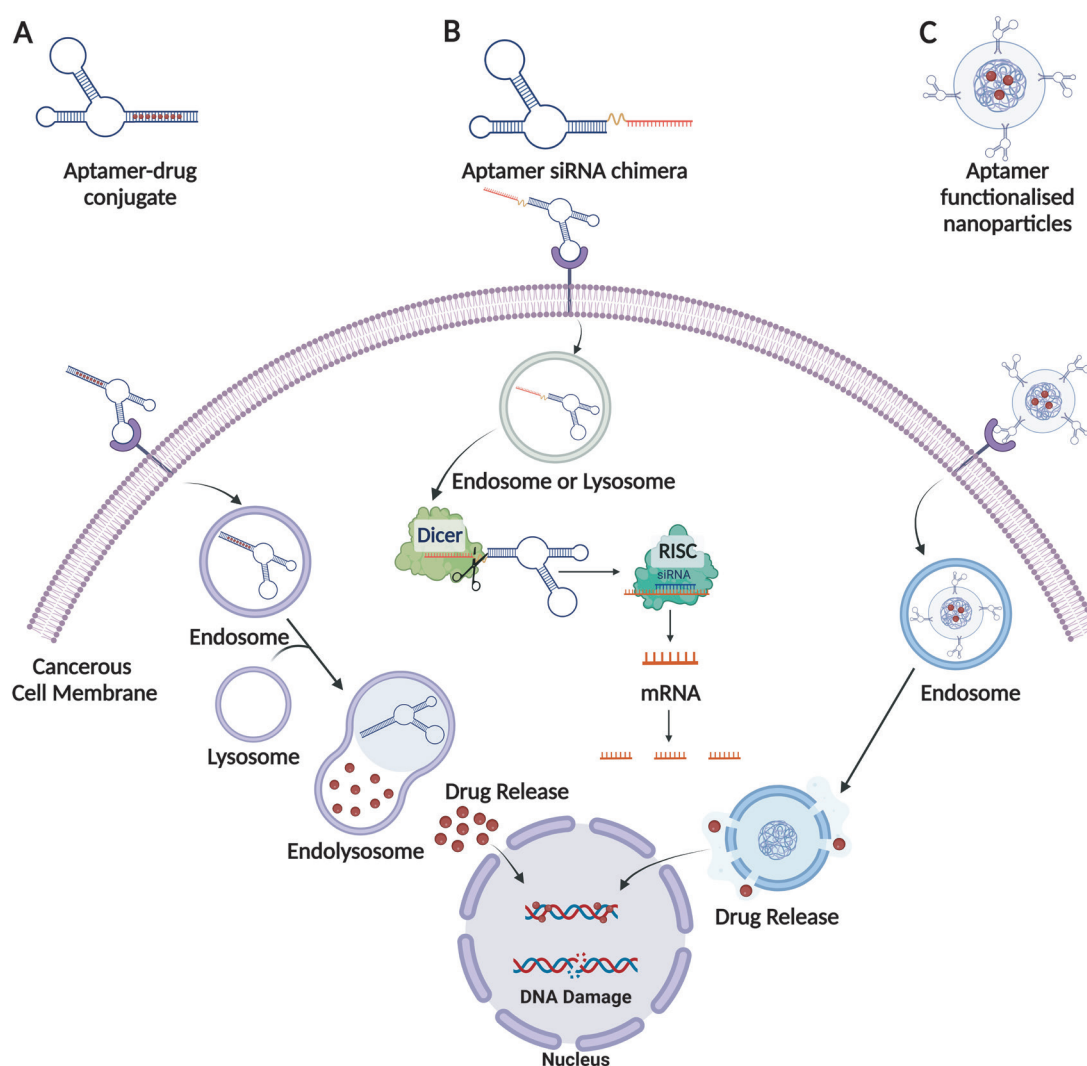 A
B
C
Aptamer-drug
conjugate
Aptamer siRNA chimera
Aptamer
functionalised
nanoparticles
Endosome or Lysosome
Dicer
RISC
siRNA
Endosome
Cancerous
Cell Membrane
mRNA
Endosome
Lysosome
Drug Release
Endolysosome
Drug Release
DNA Damage
Nucleus